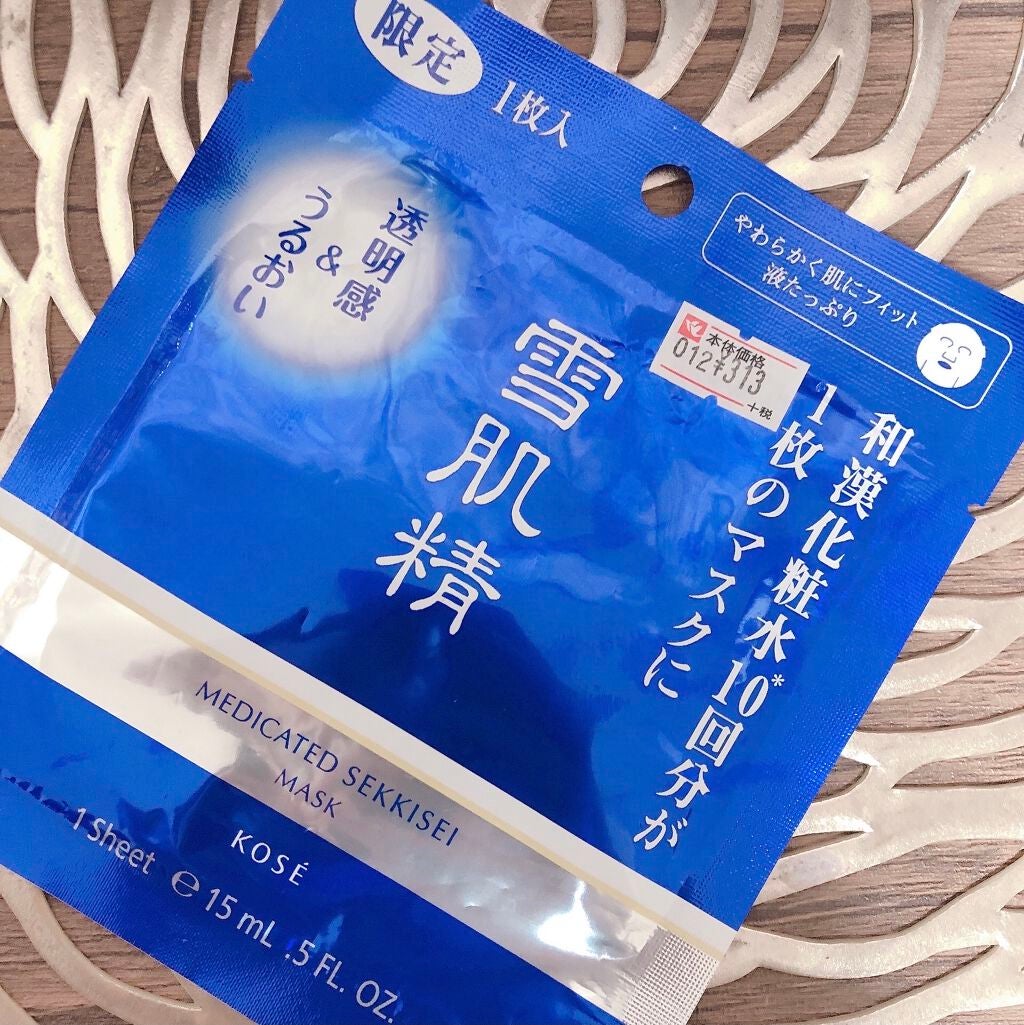 限定
1枚入
透明感
&
うるおい
やわらかく肌にフィット
液たっぷり
雪肌精
本体価格
012¥313
+税
和漢化粧水*10回分が
1枚のマスクに
MEDICATED SEKKISEI
MASK
KOSÉ
1 Sheet ℮ 15 mL .5 FL. OZ.